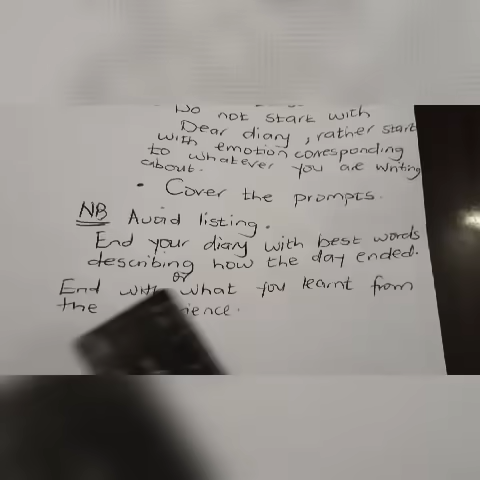 Do not start with
Dear diary, rather start
with emotion corresponding
to whatever you are writing
about.
• Cover the prompts.
NB Avoid listing.
End your diary with best words
describing how the day ended.
or
End with what you learnt from
the